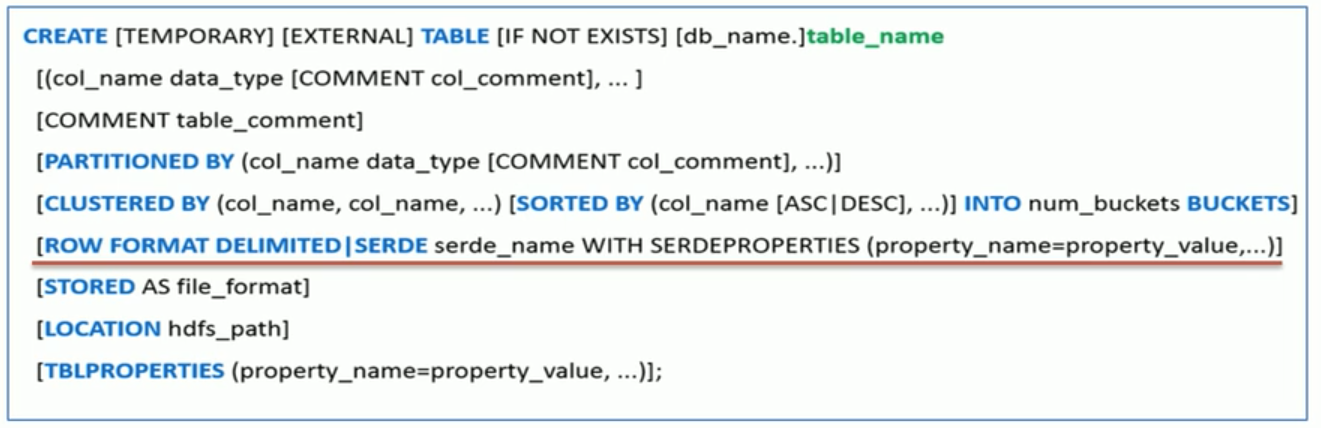 CREATE [TEMPORARY] [EXTERNAL] TABLE [IF NOT EXISTS] [db_name.]table_name
[(col_name data_type [COMMENT col_comment], ... ]
[COMMENT table_comment]
[PARTITIONED BY (col_name data_type [COMMENT col_comment], ...)]
[CLUSTERED BY (col_name, col_name, ...) [SORTED BY (col_name [ASC|DESC], ...)] INTO num_buckets BUCKETS]
[ROW FORMAT DELIMITED|SERDE serde_name WITH SERDEPROPERTIES (property_name=property_value,...)]
[STORED AS file_format]
[LOCATION hdfs_path]
[TBLPROPERTIES (property_name=property_value, ...)];